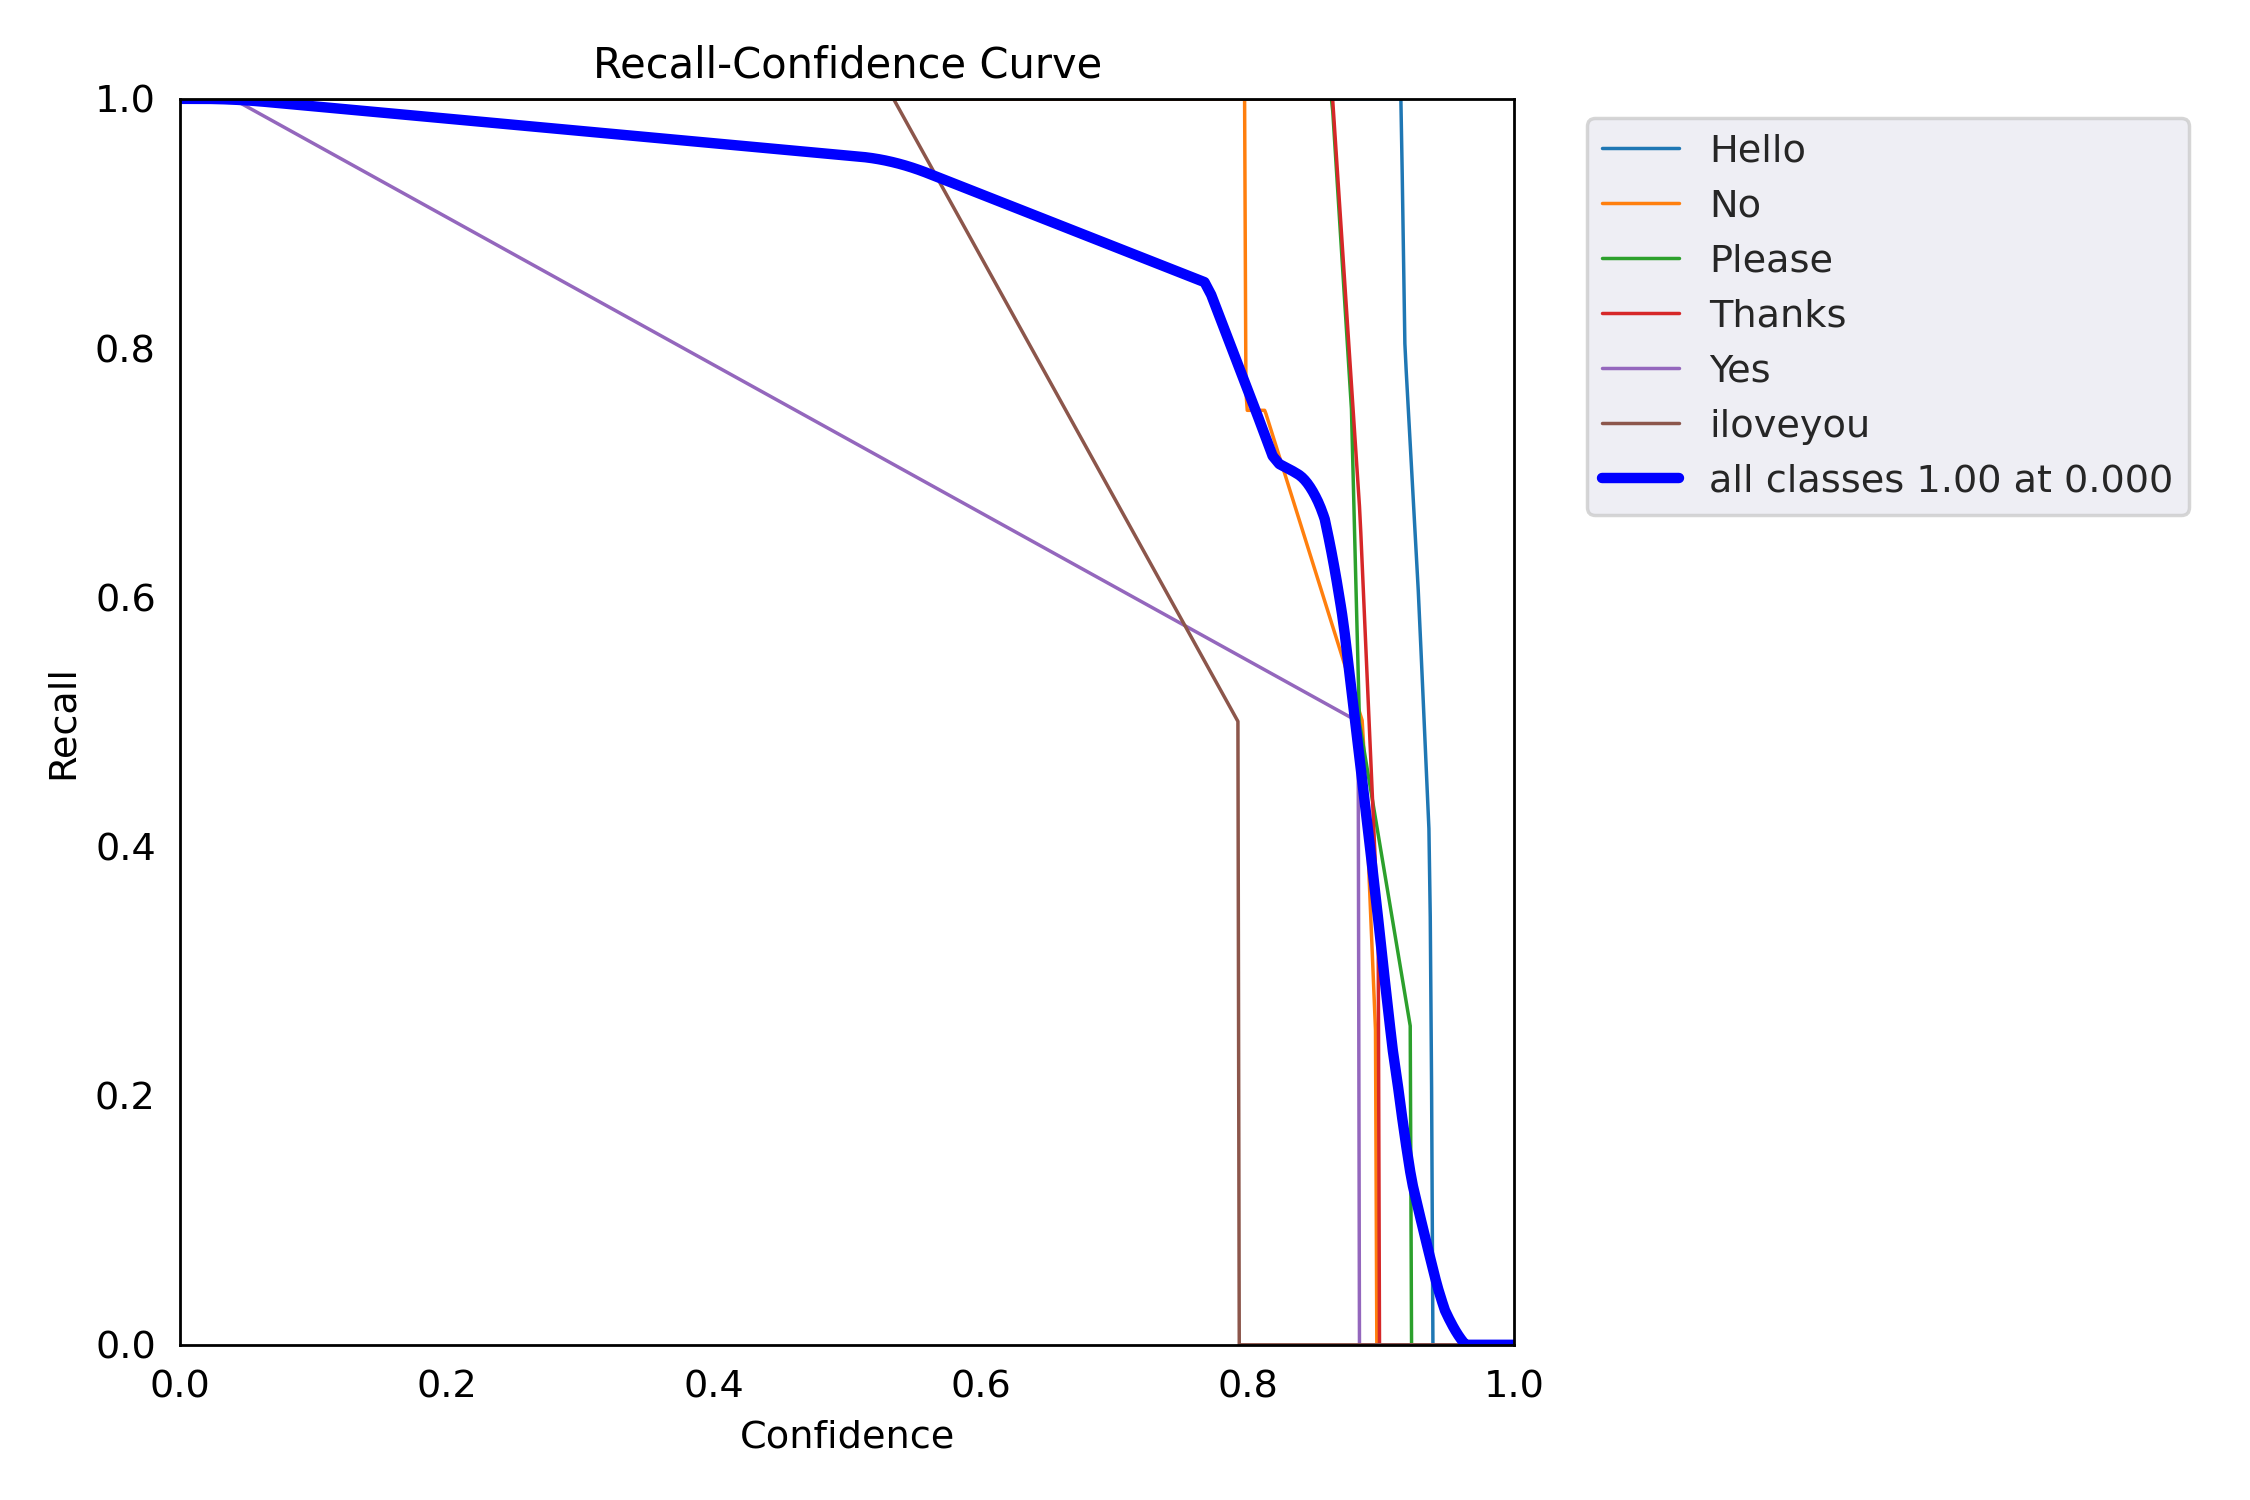 Recall-Confidence Curve
1.0
0.8
0.6
0.4
0.2
0.0
Recall
0.0 0.2 0.4 0.6 0.8 1.0
Confidence
Hello
No
Please
Thanks
Yes
iloveyou
all classes 1.00 at 0.000